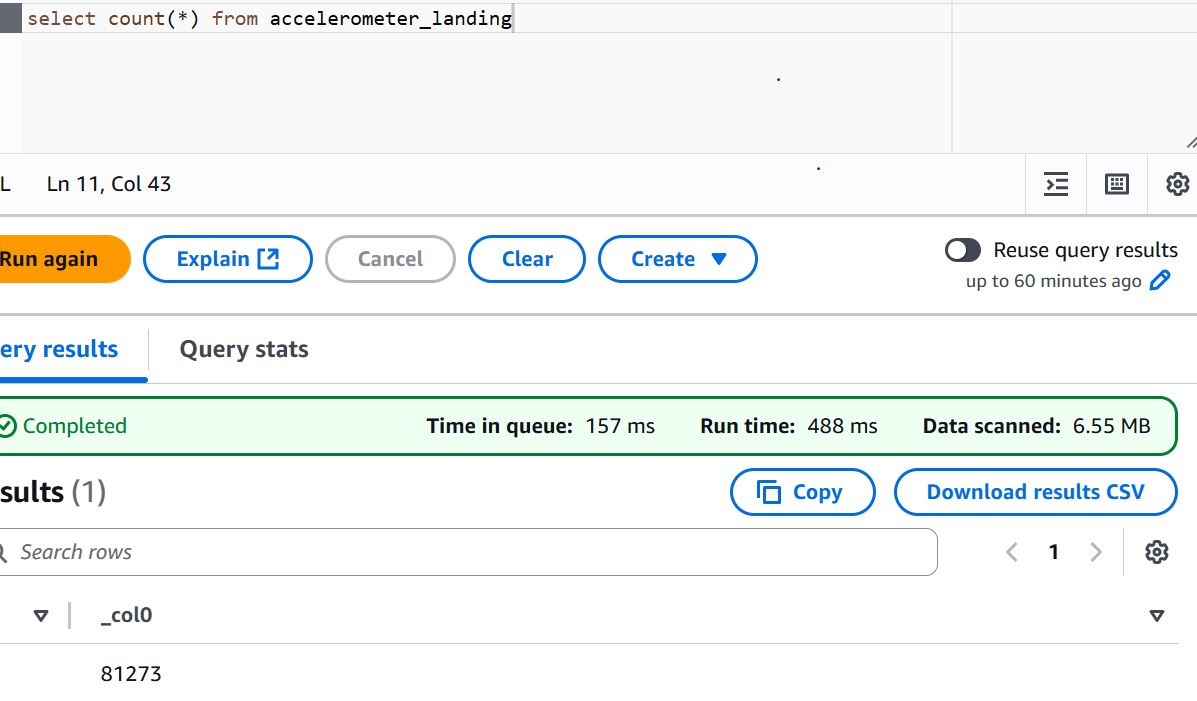 select count(*) from accelerometer_landing
L Ln 11, Col 43
Run again Explain Cancel Clear Create Reuse query results
up to 60 minutes ago
ery results Query stats
Completed Time in queue: 157 ms Run time: 488 ms Data scanned: 6.55 MB
sults (1) Copy Download results CSV
Search rows 1
_col0
81273